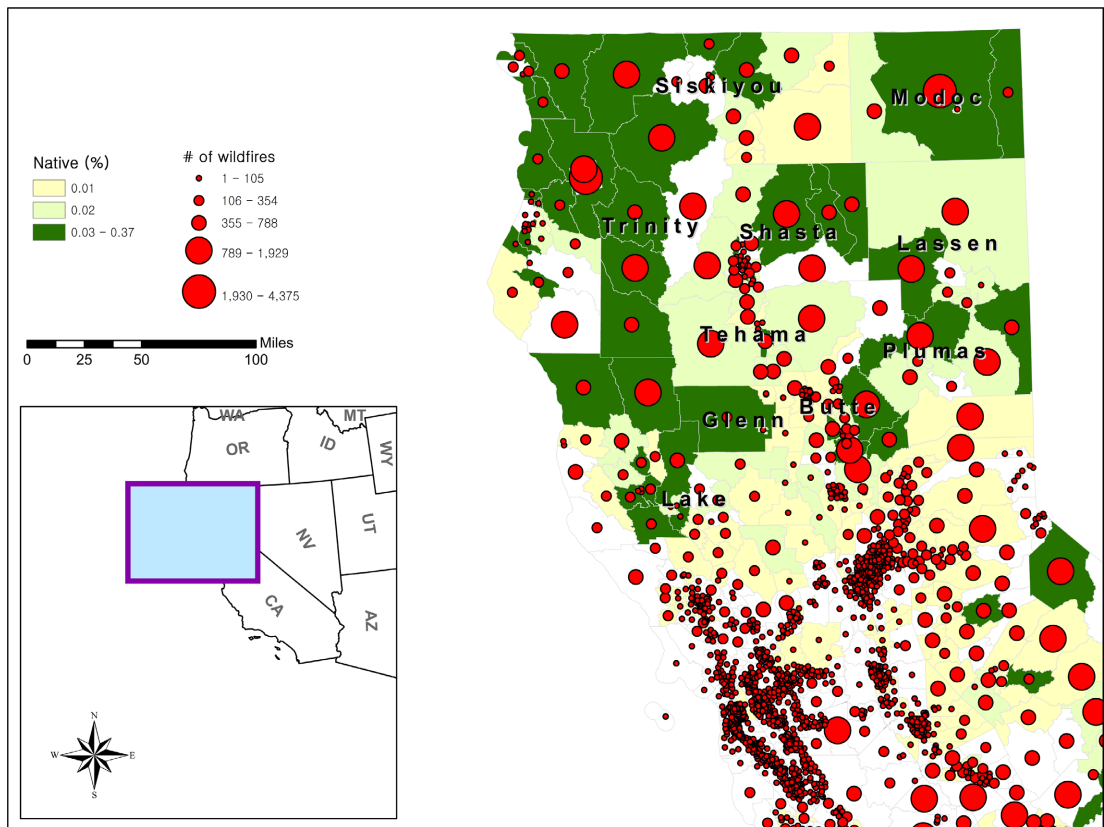 Siskiyou
Modoc
Trinity
Shasta
Lassen
Tehama
Plumas
Glenn
Butte
Lake
Native (%)
0.01
0.02
0.03 – 0.37
# of wildfires
1 – 105
106 – 354
355 – 788
789 – 1,929
1,930 – 4,375
Miles
0 25 50 100
WA
MT
OR
ID
WY
NV
UT
CA
AZ
N
W E
S